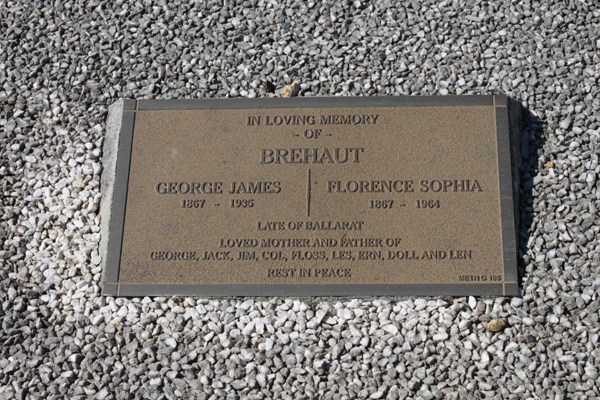 IN LOVING MEMORY
- OF -
BREHAUT
GEORGE JAMES
1867 - 1935
FLORENCE SOPHIA
1867 - 1964
LATE OF BALLARAT
LOVED MOTHER AND FATHER OF
GEORGE, JACK, JIM, COL, FLOSS, LES, ERN, DOLL AND LEN
REST IN PEACE
METH C 168